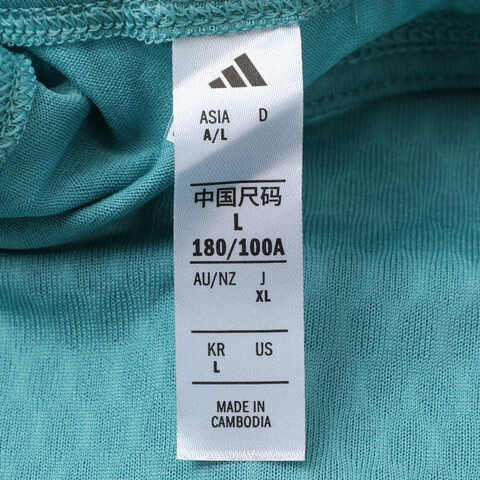 ASIA D
A/L
中国尺码
L
180/100A
AU/NZ J
XL
KR US
L
MADE IN
CAMBODIA